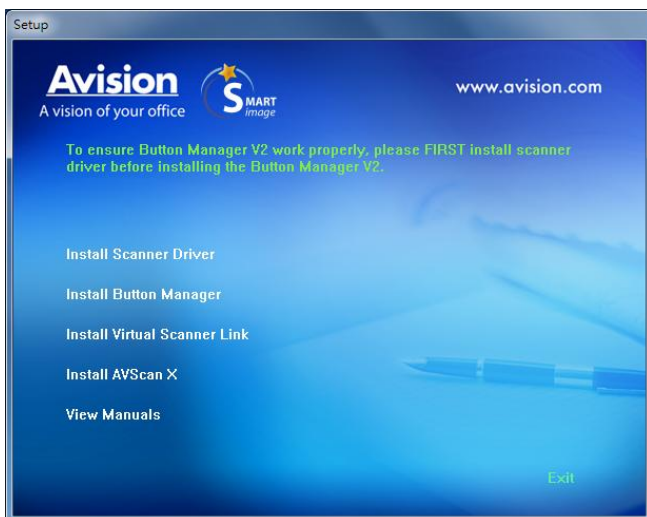 Setup
Avision
A vision of your office
SMART
image
www.avision.com
To ensure Button Manager V2 work properly, please FIRST install scanner
driver before installing the Button Manager V2.
Install Scanner Driver
Install Button Manager
Install Virtual Scanner Link
Install AVScan X
View Manuals
Exit